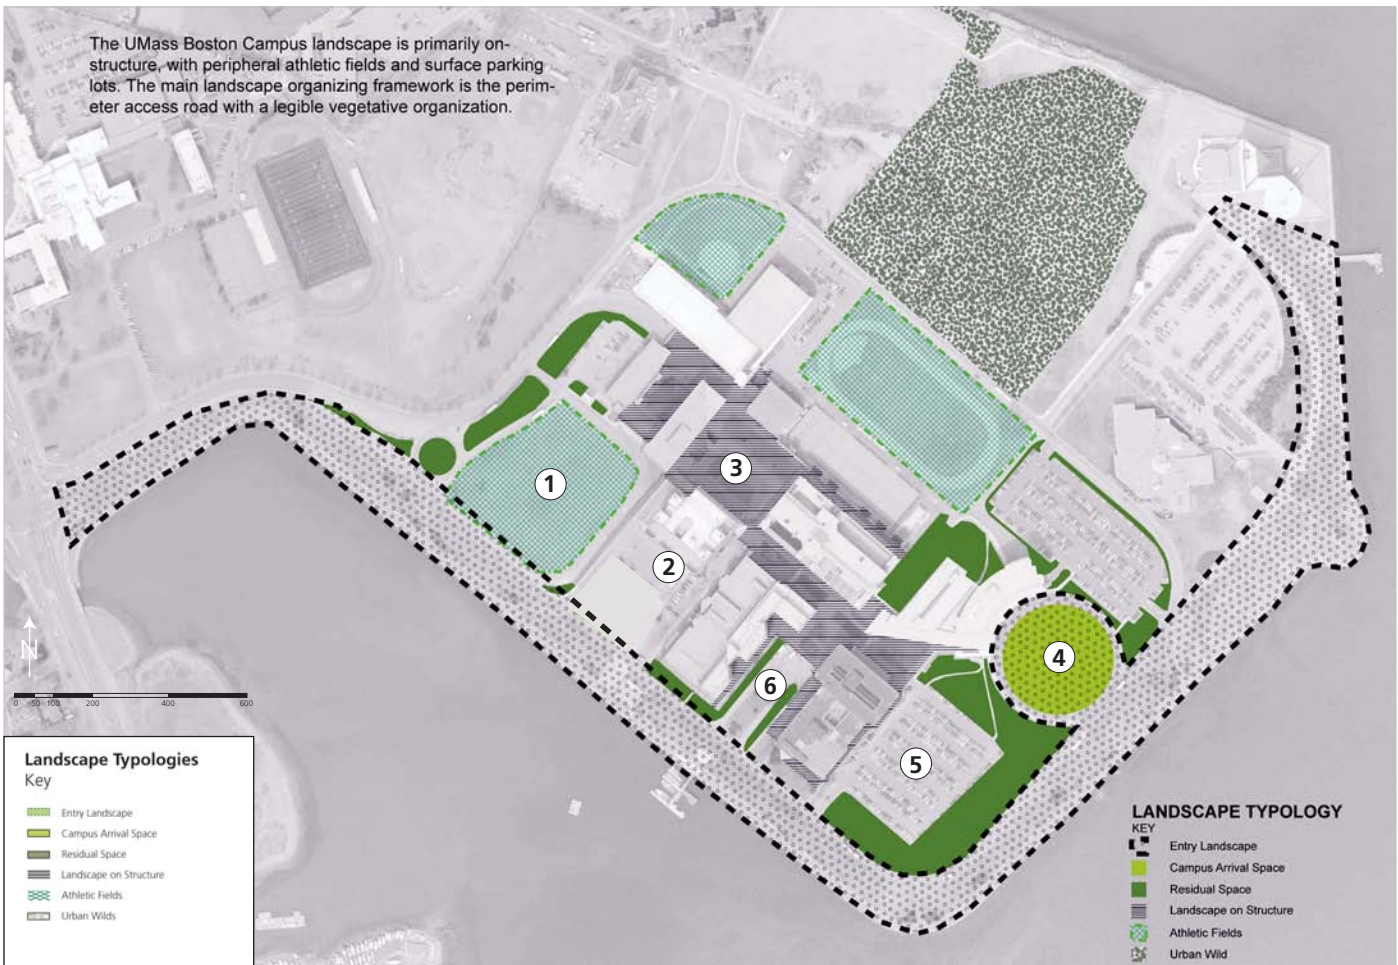 The UMass Boston Campus landscape is primarily on-
structure, with peripheral athletic fields and surface parking
lots. The main landscape organizing framework is the perim-
eter access road with a legible vegetative organization.
1
3
2
4
6
5
N
0 50 100 200 400 600
Landscape Typologies
Key
Entry Landscape
Campus Arrival Space
Residual Space
Landscape on Structure
Athletic Fields
Urban Wilds
LANDSCAPE TYPOLOGY
KEY
Entry Landscape
Campus Arrival Space
Residual Space
Landscape on Structure
Athletic Fields
Urban Wild